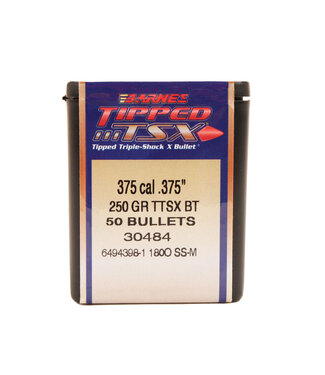 BARNES
TIPPED
TSX
Tipped Triple-Shock X Bullet®
375 cal .375"
250 GR TTSX BT
50 BULLETS
30484
6494398-1 180O SS-M